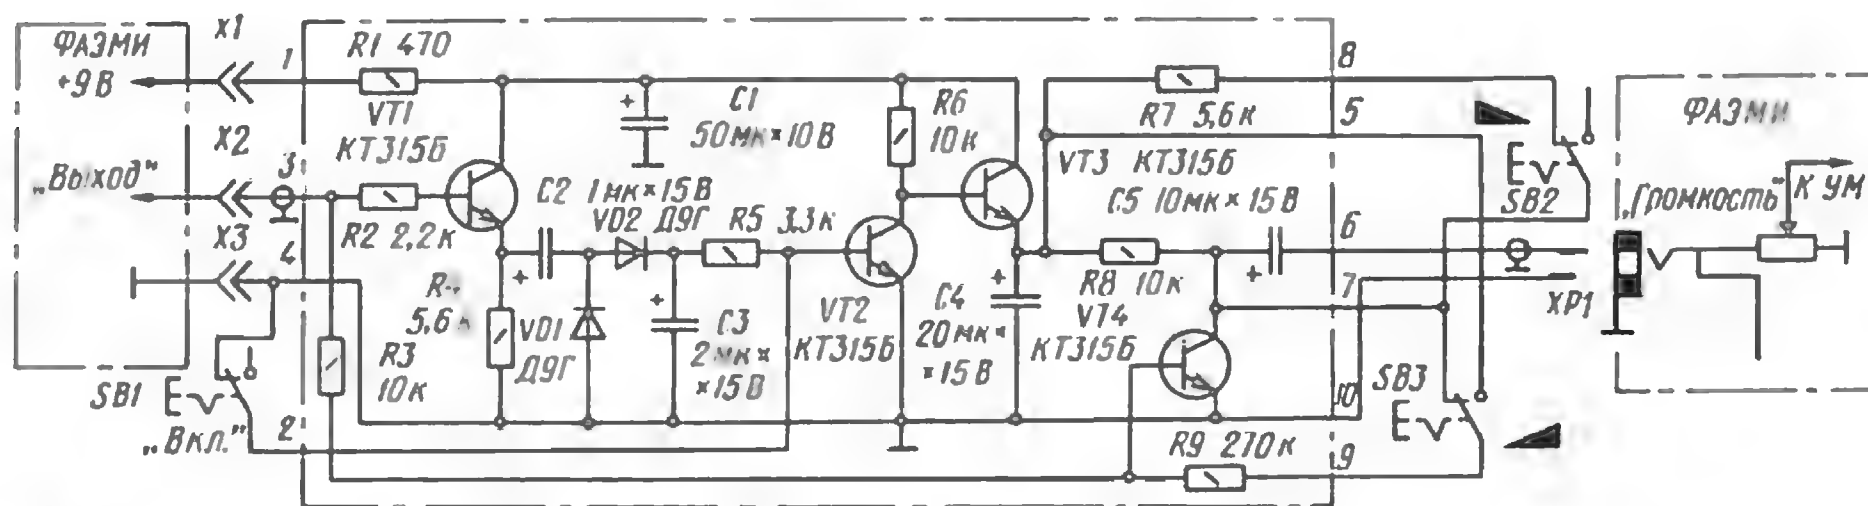 ФАЭМИ
+9 В
X1
1
R1 470
VT1
КТ315Б
X2
„Выход"
3
R2 2,2к
X3
4
C1
50мк×10В
C2 1мк×15В
VD2 Д9Г
R5 3,3к
R6
10к
VT3 КТ315Б
R7 5,6к
8
5
C5 10мк×15В
6
SB2
ФАЭМИ
„Громкость"
К УМ
5,6к
VD1
Д9Г
C3
2мк×
×15В
VT2
КТ315Б
C4
20мк×
×15В
R8 10к
VT4
КТ315Б
7
XP1
R3
10к
SB1
„Вкл."
2
10
SB3
R9 270к
9